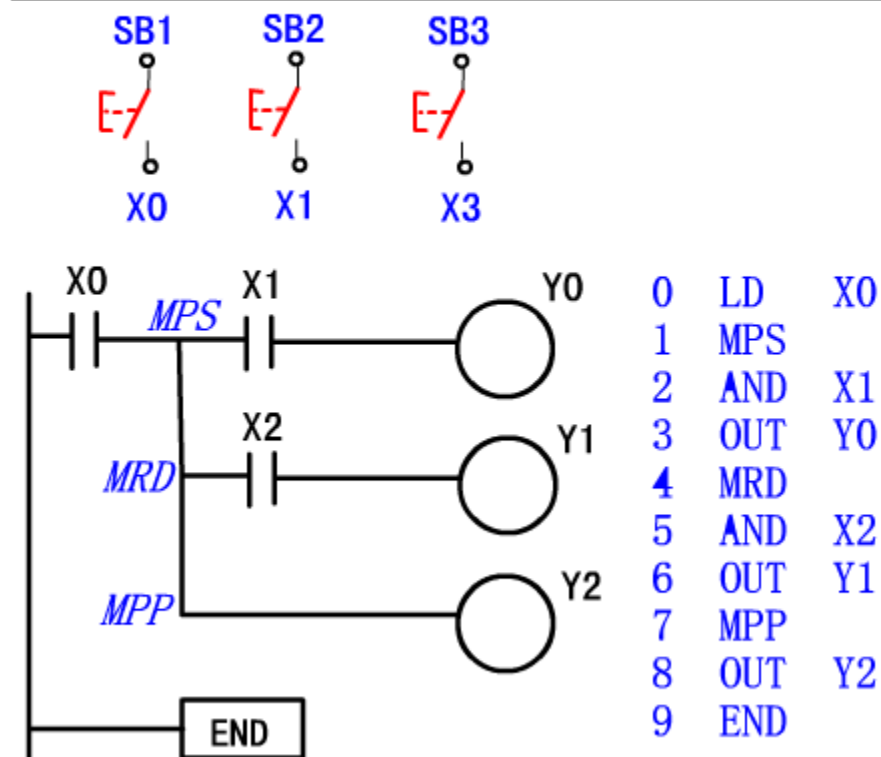 SB1 SB2 SB3
X0 X1 X3
X0 MPS X1 Y0
X2 Y1
MRD
MPP Y2
END
0 LD X0
1 MPS
2 AND X1
3 OUT Y0
4 MRD
5 AND X2
6 OUT Y1
7 MPP
8 OUT Y2
9 END